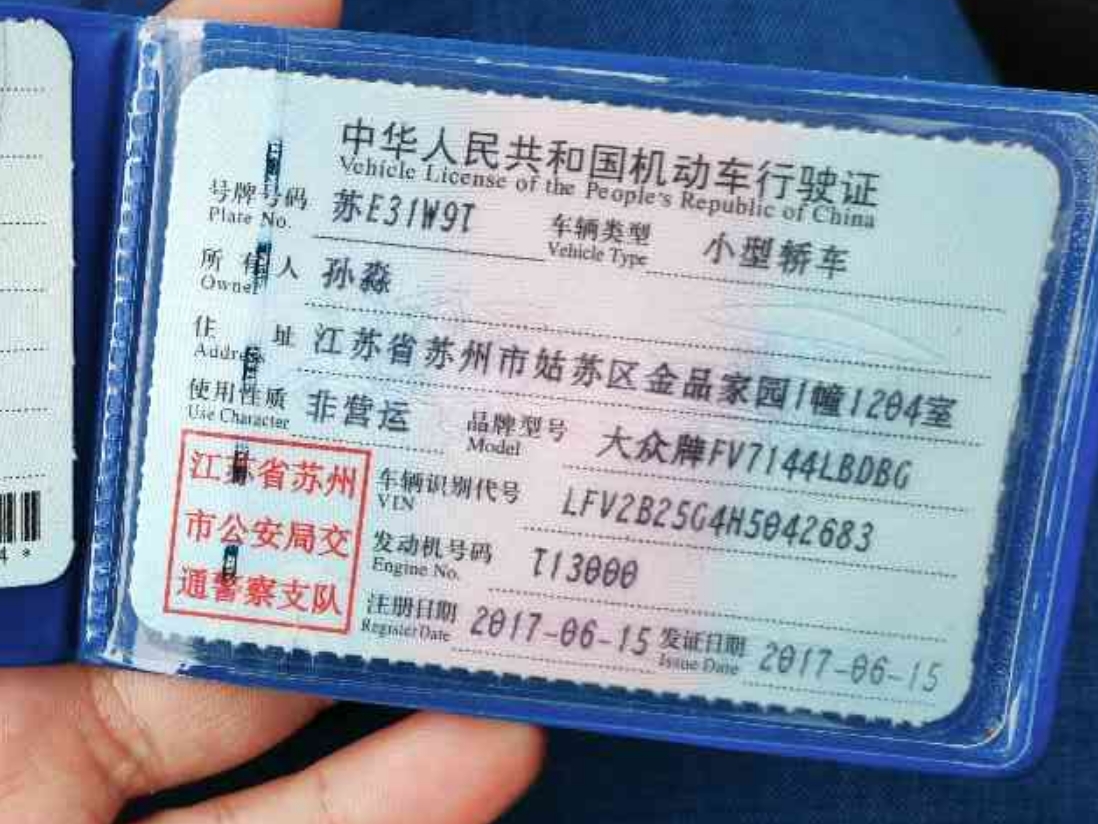 中华人民共和国机动车行驶证
Vehicle License of the People's Republic of China
号牌号码 苏E31W9T 车辆类型 小型轿车
Plate No. Vehicle Type
所有人 孙淼
Owner
住址 江苏省苏州市姑苏区金品家园1幢1204室
Address
使用性质 非营运 品牌型号 大众牌FV7144LBDBG
Use Character Model
江苏省苏州
市公安局交
通警察支队
车辆识别代号 LFV2B25G4H5042683
VIN
发动机号码 T13000
Engine No.
注册日期 2017-06-15 发证日期 2017-06-15
Register Date Issue Date
4*